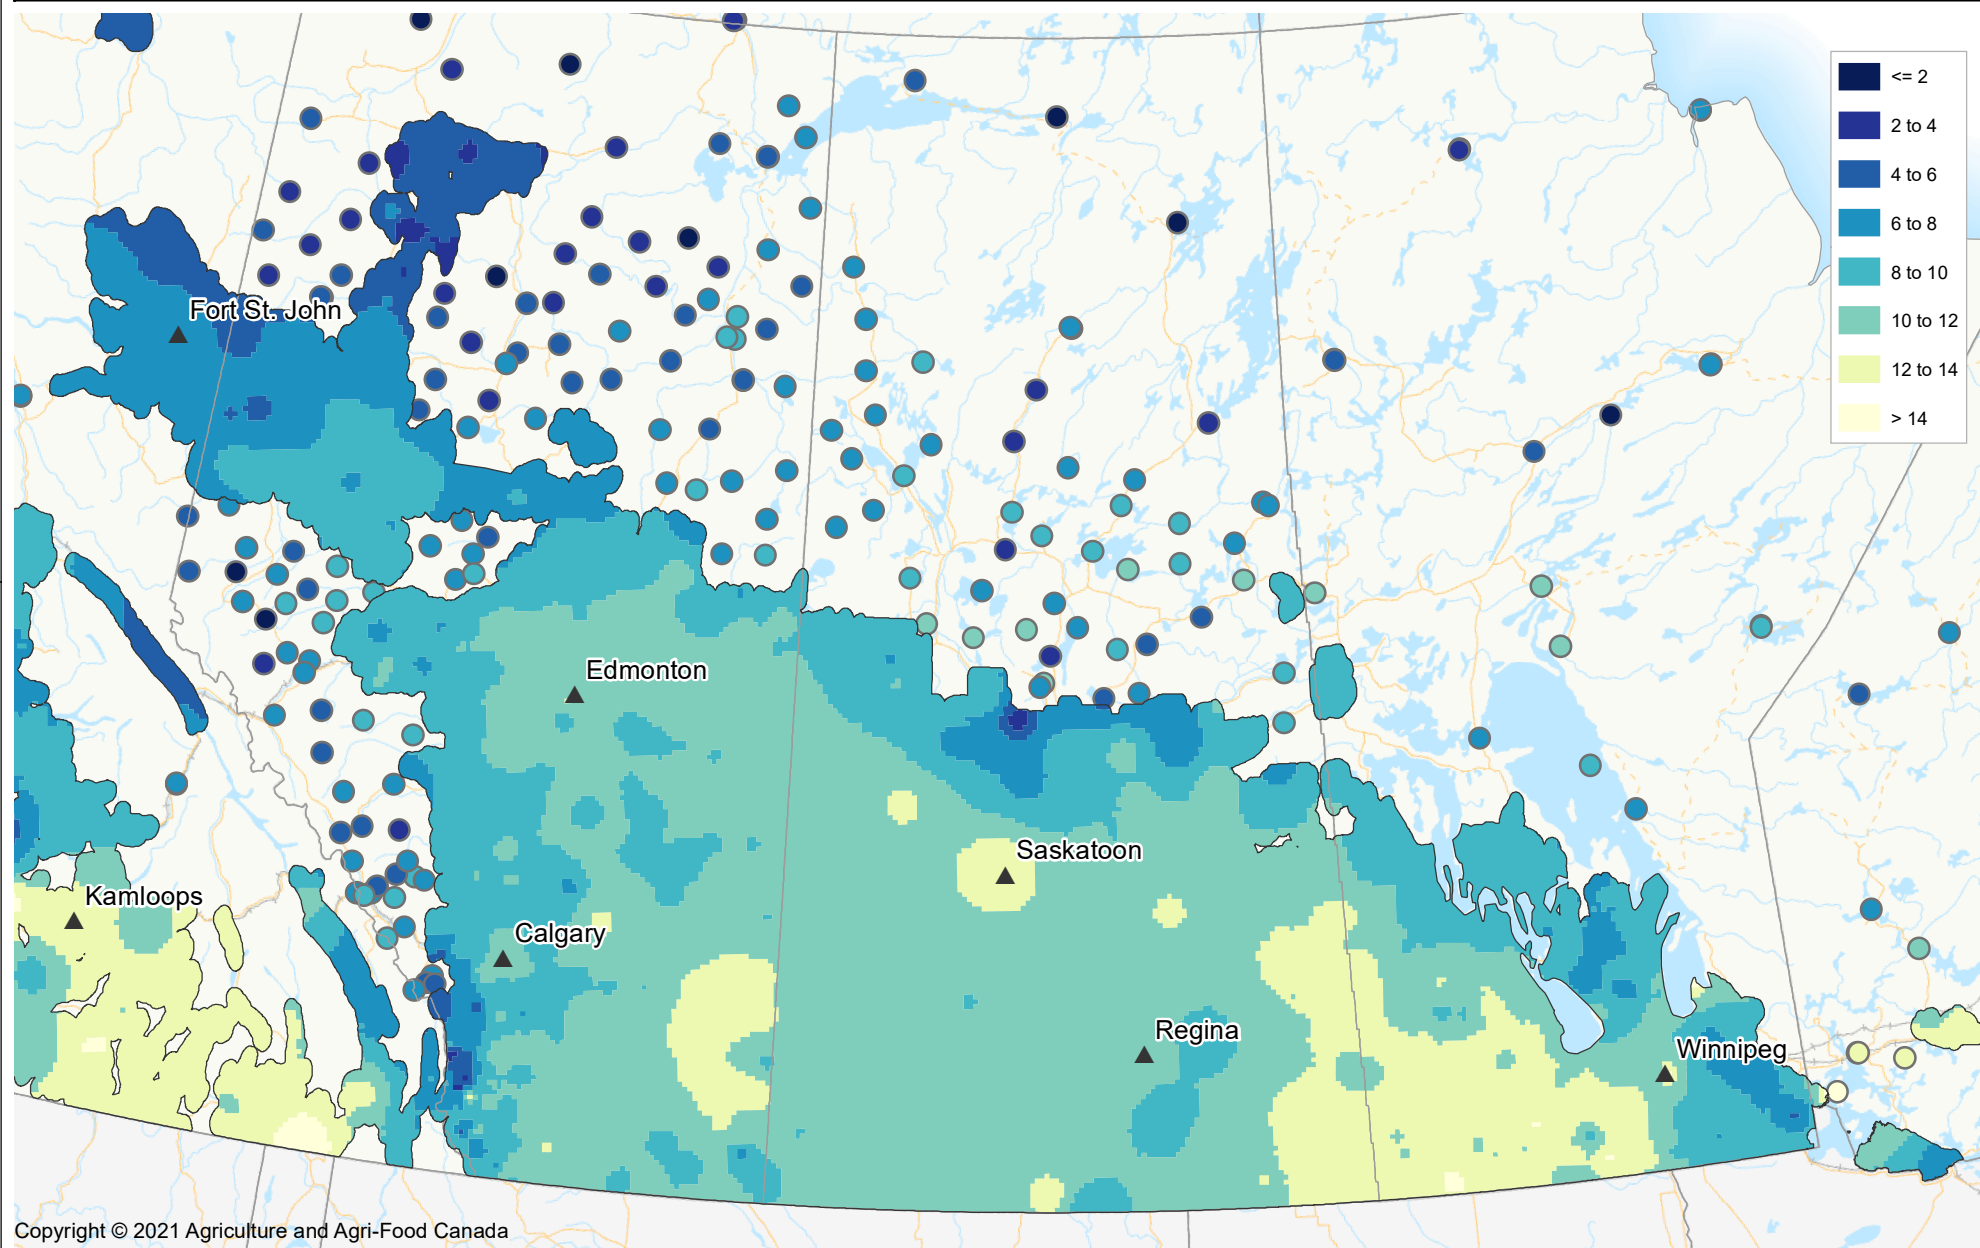 <= 2
2 to 4
4 to 6
6 to 8
8 to 10
10 to 12
12 to 14
> 14
Fort St. John
Edmonton
Saskatoon
Kamloops
Calgary
Regina
Winnipeg
Copyright © 2021 Agriculture and Agri-Food Canada